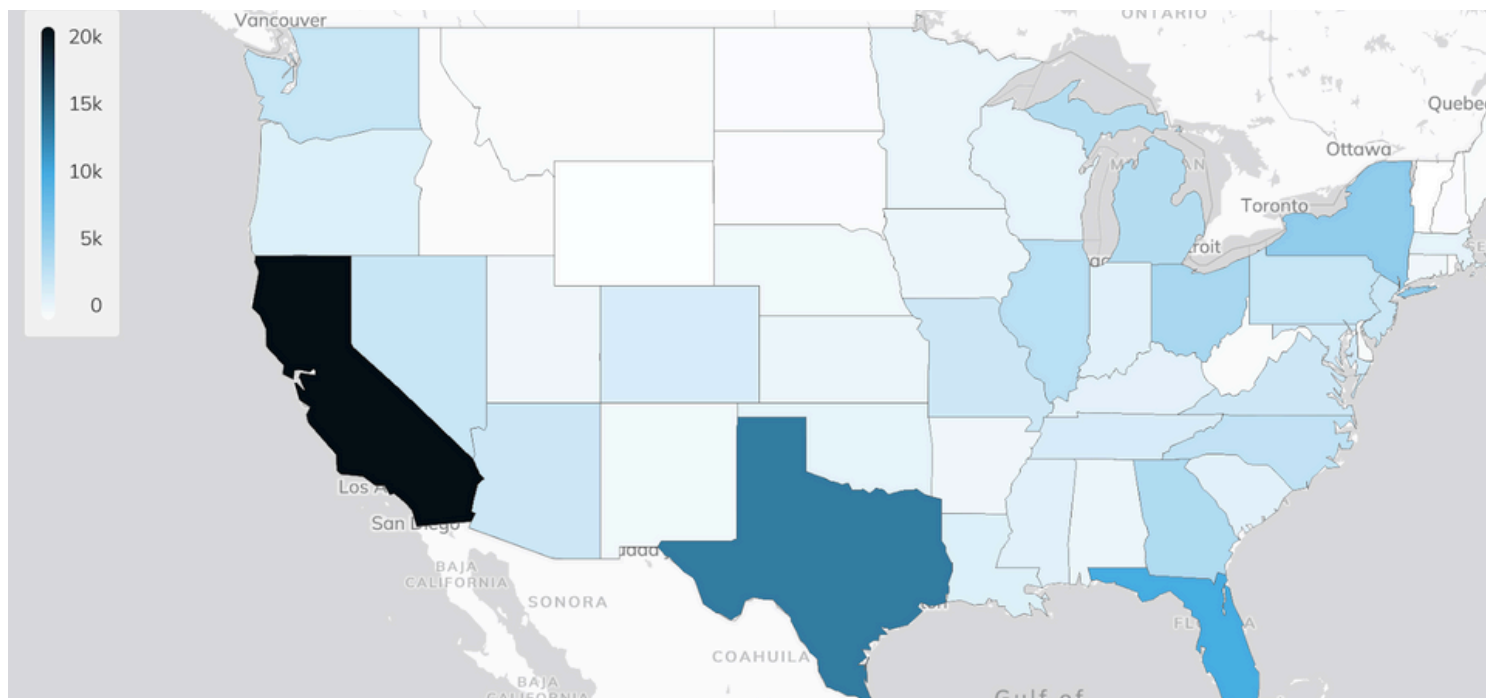 Vancouver
ONTARIO
20k
15k
10k
5k
0
Quebec
Ottawa
Toronto
San Diego
BAJA
CALIFORNIA
SONORA
COAHUILA
BAJA
CALIFORNIA
Gulf of